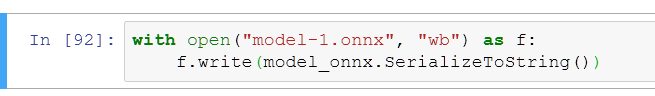 In [92]: with open("model-1.onnx", "wb") as f:
f.write(model_onnx.SerializeToString())